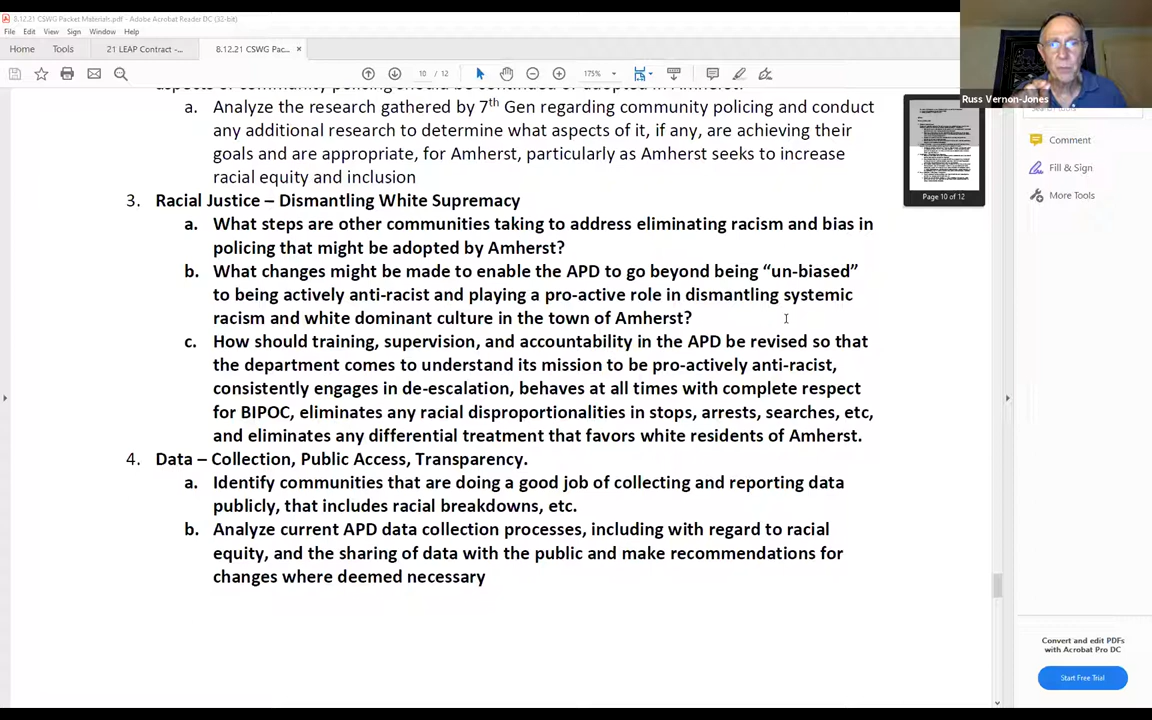 8.12.21 CSWG Packet Materials.pdf - Adobe Acrobat Reader DC (32-bit)
File Edit View Sign Window Help
Home Tools 21 LEAP Contract -... 8.12.21 CSWG Pac... ×
10 / 12 175%
Russ Vernon-Jones
a. Analyze the research gathered by 7th Gen regarding community policing and conduct
any additional research to determine what aspects of it, if any, are achieving their
goals and are appropriate, for Amherst, particularly as Amherst seeks to increase
racial equity and inclusion
3. Racial Justice – Dismantling White Supremacy
a. What steps are other communities taking to address eliminating racism and bias in
policing that might be adopted by Amherst?
b. What changes might be made to enable the APD to go beyond being “un-biased”
to being actively anti-racist and playing a pro-active role in dismantling systemic
racism and white dominant culture in the town of Amherst?
c. How should training, supervision, and accountability in the APD be revised so that
the department comes to understand its mission to be pro-actively anti-racist,
consistently engages in de-escalation, behaves at all times with complete respect
for BIPOC, eliminates any racial disproportionalities in stops, arrests, searches, etc,
and eliminates any differential treatment that favors white residents of Amherst.
4. Data – Collection, Public Access, Transparency.
a. Identify communities that are doing a good job of collecting and reporting data
publicly, that includes racial breakdowns, etc.
b. Analyze current APD data collection processes, including with regard to racial
equity, and the sharing of data with the public and make recommendations for
changes where deemed necessary
Page 10 of 12
Comment
Fill & Sign
More Tools
Convert and edit PDFs
with Acrobat Pro DC
Start Free Trial